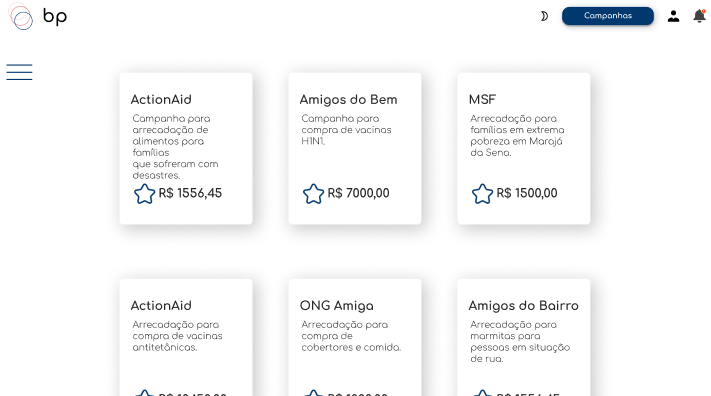 bp
Campanhas
ActionAid
Campanha para
arrecadação de
alimentos para
famílias
que sofreram com
desastres.
R$ 1556,45
Amigos do Bem
Campanha para
compra de vacinas
H1N1.
R$ 7000,00
MSF
Arrecadação para
famílias em extrema
pobreza em Marajá
da Sena.
R$ 1500,00
ActionAid
Arrecadação para
compra de vacinas
antitetânicas.
ONG Amiga
Arrecadação para
compra de
cobertores e comida.
Amigos do Bairro
Arrecadação para
marmitas para
pessoas em situação
de rua.